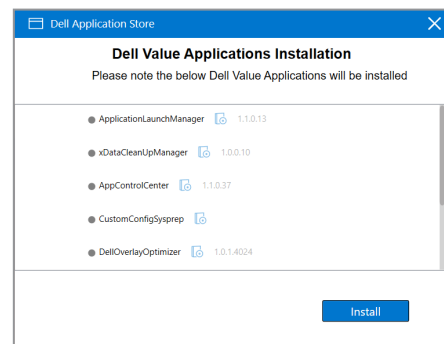 Dell Application Store
Dell Value Applications Installation
Please note the below Dell Value Applications will be installed
ApplicationLaunchManager 1.1.0.13
xDataCleanUpManager 1.0.0.10
AppControlCenter 1.1.0.37
CustomConfigSysprep
DellOverlayOptimizer 1.0.1.4024
Install